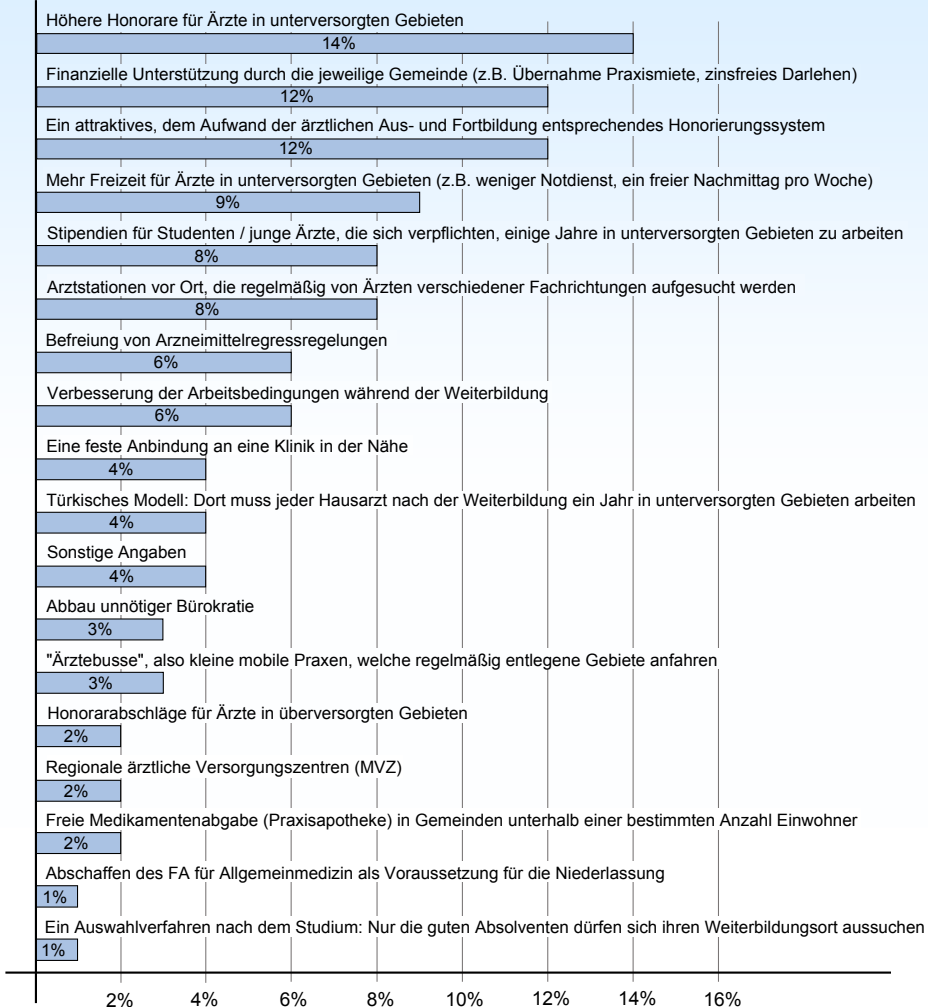 Höhere Honorare für Ärzte in unterversorgten Gebieten
14%
Finanzielle Unterstützung durch die jeweilige Gemeinde (z.B. Übernahme Praxismiete, zinsfreies Darlehen)
12%
Ein attraktives, dem Aufwand der ärztlichen Aus- und Fortbildung entsprechendes Honorierungssystem
12%
Mehr Freizeit für Ärzte in unterversorgten Gebieten (z.B. weniger Notdienst, ein freier Nachmittag pro Woche)
9%
Stipendien für Studenten / junge Ärzte, die sich verpflichten, einige Jahre in unterversorgten Gebieten zu arbeiten
8%
Arztstationen vor Ort, die regelmäßig von Ärzten verschiedener Fachrichtungen aufgesucht werden
8%
Befreiung von Arzneimittelregressregelungen
6%
Verbesserung der Arbeitsbedingungen während der Weiterbildung
6%
Eine feste Anbindung an eine Klinik in der Nähe
4%
Türkisches Modell: Dort muss jeder Hausarzt nach der Weiterbildung ein Jahr in unterversorgten Gebieten arbeiten
4%
Sonstige Angaben
4%
Abbau unnötiger Bürokratie
3%
"Ärztebusse", also kleine mobile Praxen, welche regelmäßig entlegene Gebiete anfahren
3%
Honorarabschläge für Ärzte in überversorgten Gebieten
2%
Regionale ärztliche Versorgungszentren (MVZ)
2%
Freie Medikamentenabgabe (Praxisapotheke) in Gemeinden unterhalb einer bestimmten Anzahl Einwohner
2%
Abschaffen des FA für Allgemeinmedizin als Voraussetzung für die Niederlassung
1%
Ein Auswahlverfahren nach dem Studium: Nur die guten Absolventen dürfen sich ihren Weiterbildungsort aussuchen
1%
2% 4% 6% 8% 10% 12% 14% 16%